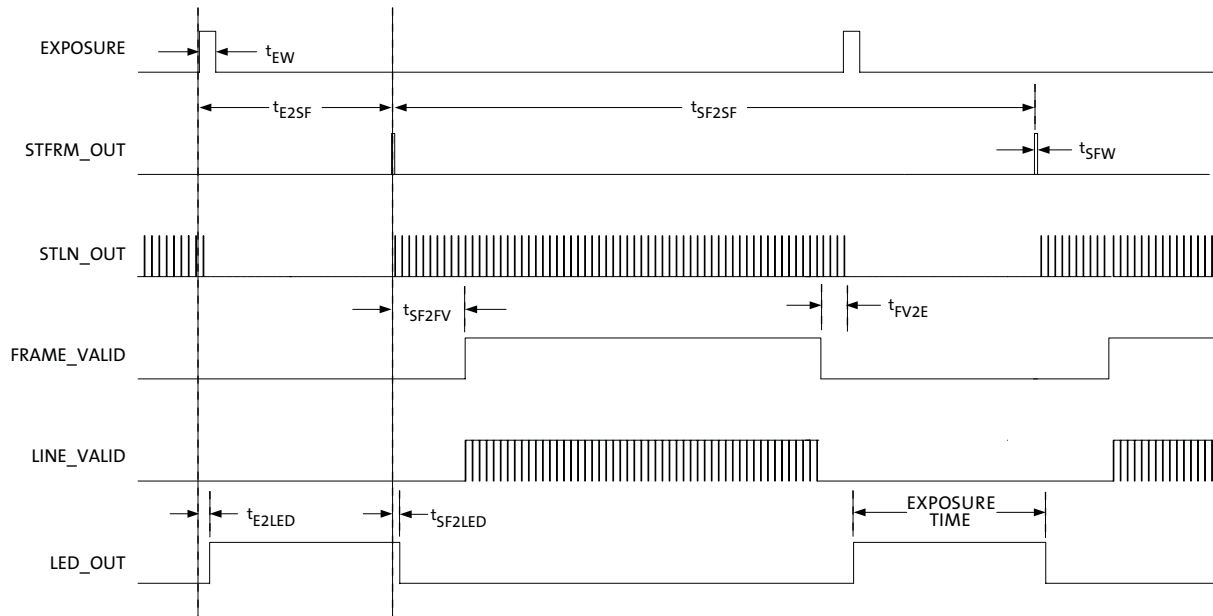 EXPOSURE
tEW
tE2SF
tSF2SF
STFRM_OUT
tSFW
STLN_OUT
tSF2FV
tFV2E
FRAME_VALID
LINE_VALID
tE2LED
tSF2LED
EXPOSURE
TIME
LED_OUT